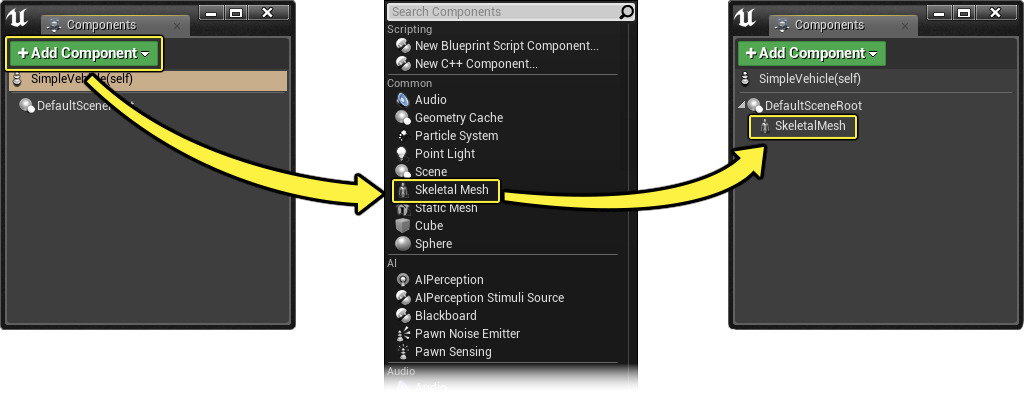 Components
+ Add Component
SimpleVehicle(self)
DefaultScene
Search Components
Scripting
New Blueprint Script Component...
New C++ Component...
Common
Audio
Geometry Cache
Particle System
Point Light
Scene
Skeletal Mesh
Static Mesh
Cube
Sphere
AI
AIPerception
AIPerception Stimuli Source
Blackboard
Pawn Noise Emitter
Pawn Sensing
Audio
Audio
Components
+ Add Component
SimpleVehicle(self)
DefaultSceneRoot
SkeletalMesh